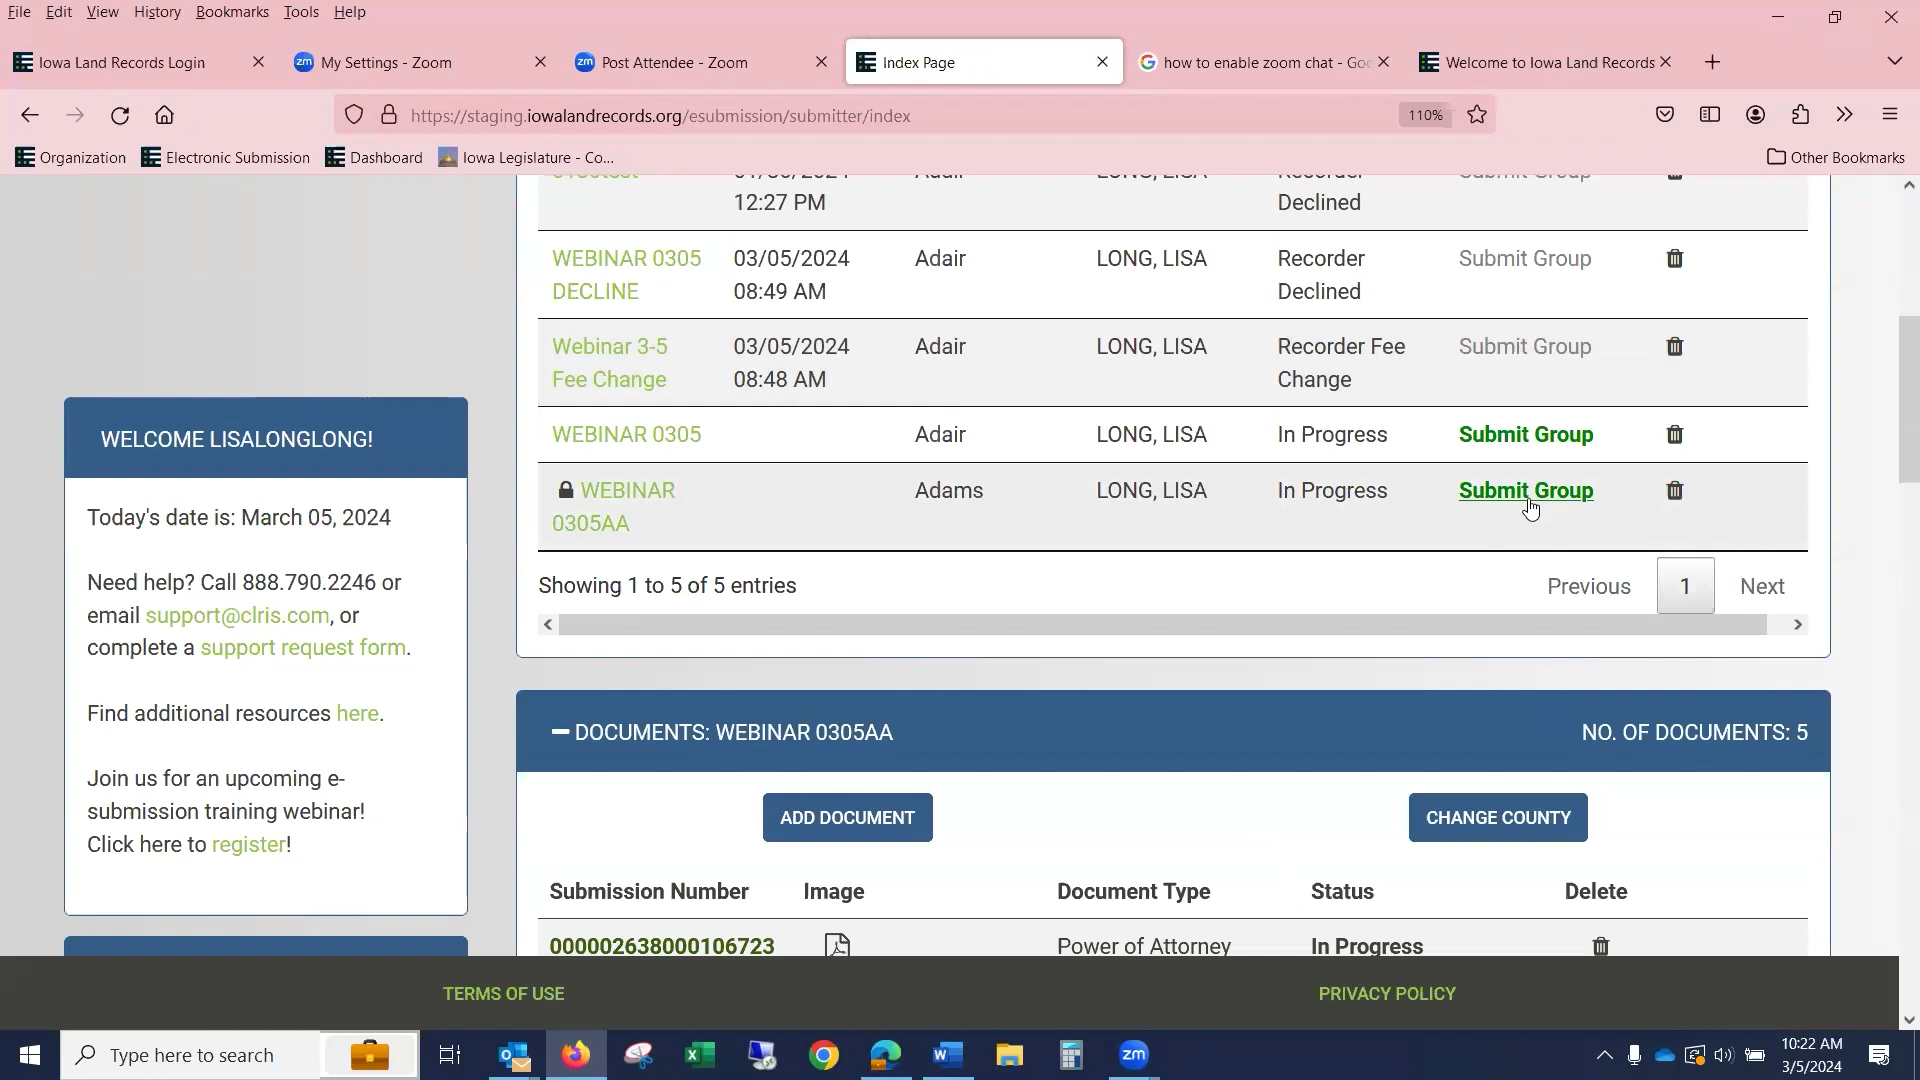 File Edit View History Bookmarks Tools Help
Iowa Land Records Login
My Settings - Zoom
Post Attendee - Zoom
Index Page
how to enable zoom chat - Goo
Welcome to Iowa Land Records
https://staging.iowalandrecords.org/esubmission/submitter/index
110%
Organization
Electronic Submission
Dashboard
Iowa Legislature - Co...
Other Bookmarks
Adair LONG, LISA Recorder Submit Group
12:27 PM Declined
WEBINAR 0305 03/05/2024 Adair LONG, LISA Recorder Submit Group
DECLINE 08:49 AM Declined
Webinar 3-5 03/05/2024 Adair LONG, LISA Recorder Fee Submit Group
Fee Change 08:48 AM Change
WEBINAR 0305 Adair LONG, LISA In Progress Submit Group
WEBINAR Adams LONG, LISA In Progress Submit Group
0305AA
Showing 1 to 5 of 5 entries
Previous 1 Next
WELCOME LISALONGLONG!
Today's date is: March 05, 2024
Need help? Call 888.790.2246 or
email support@clris.com, or
complete a support request form.
Find additional resources here.
Join us for an upcoming e-
submission training webinar!
Click here to register!
DOCUMENTS: WEBINAR 0305AA NO. OF DOCUMENTS: 5
ADD DOCUMENT CHANGE COUNTY
Submission Number Image Document Type Status Delete
000002638000106723 Power of Attorney In Progress
TERMS OF USE PRIVACY POLICY
Type here to search
10:22 AM
3/5/2024